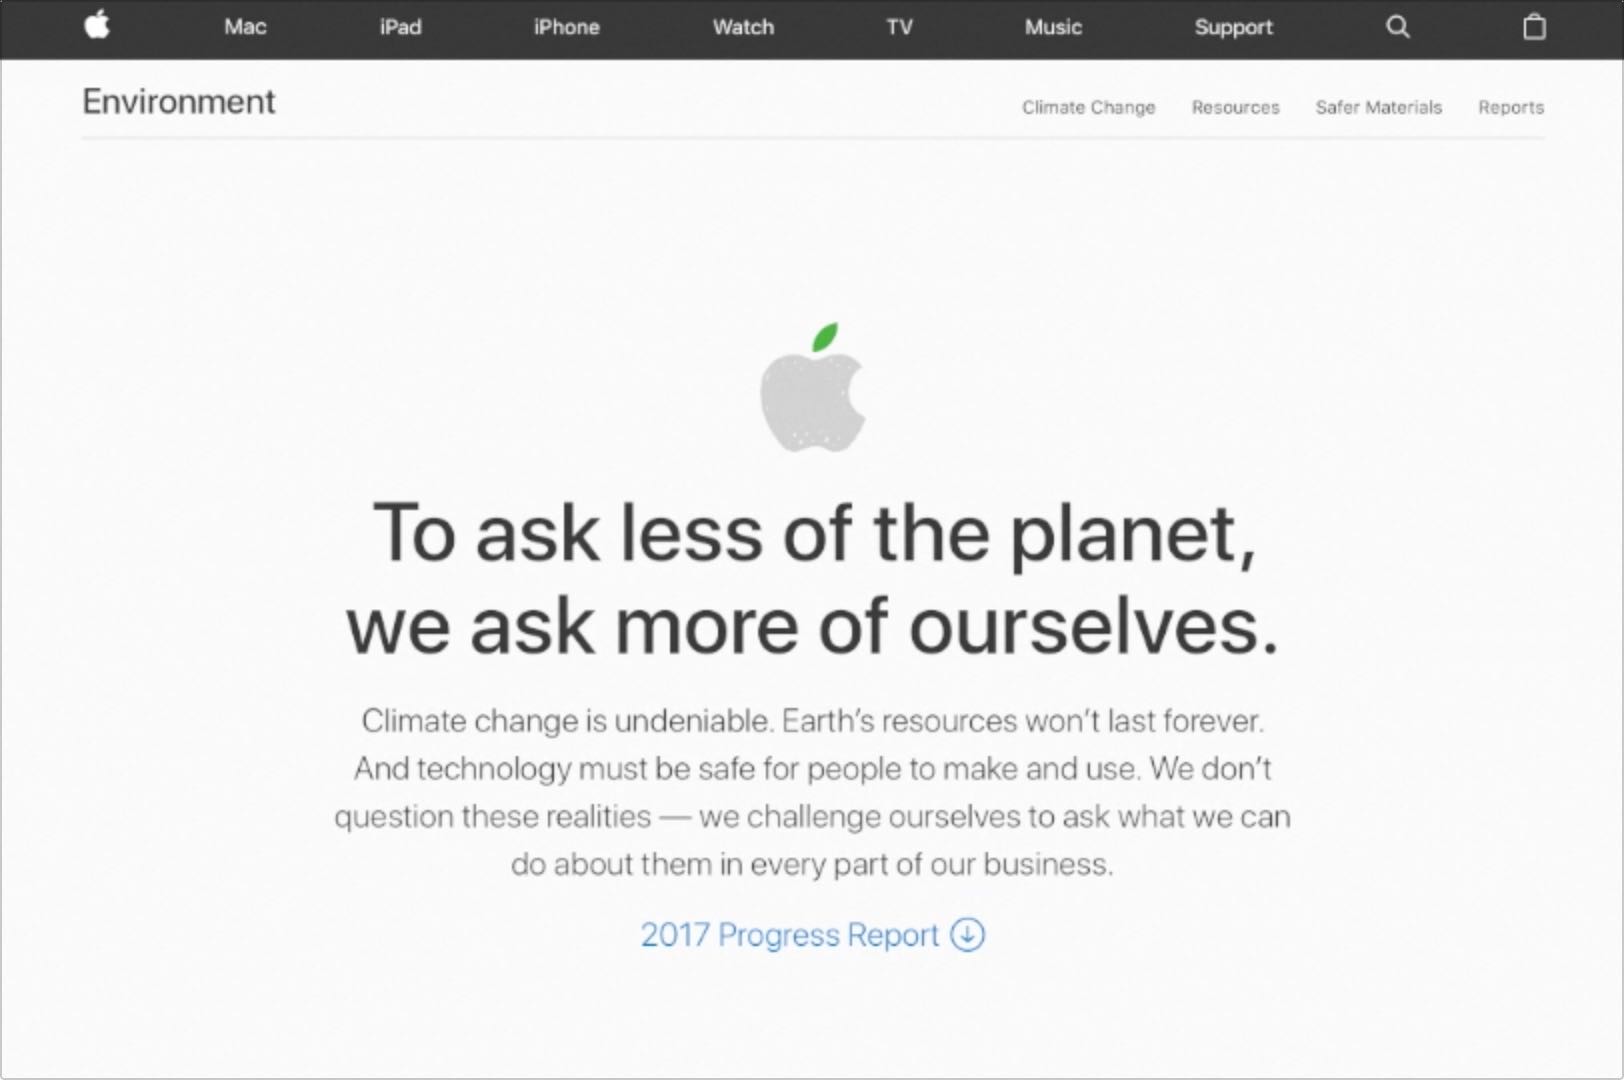 Mac iPad iPhone Watch TV Music Support
Environment
Climate Change Resources Safer Materials Reports
To ask less of the planet,
we ask more of ourselves.
Climate change is undeniable. Earth’s resources won’t last forever.
And technology must be safe for people to make and use. We don’t
question these realities — we challenge ourselves to ask what we can
do about them in every part of our business.
2017 Progress Report